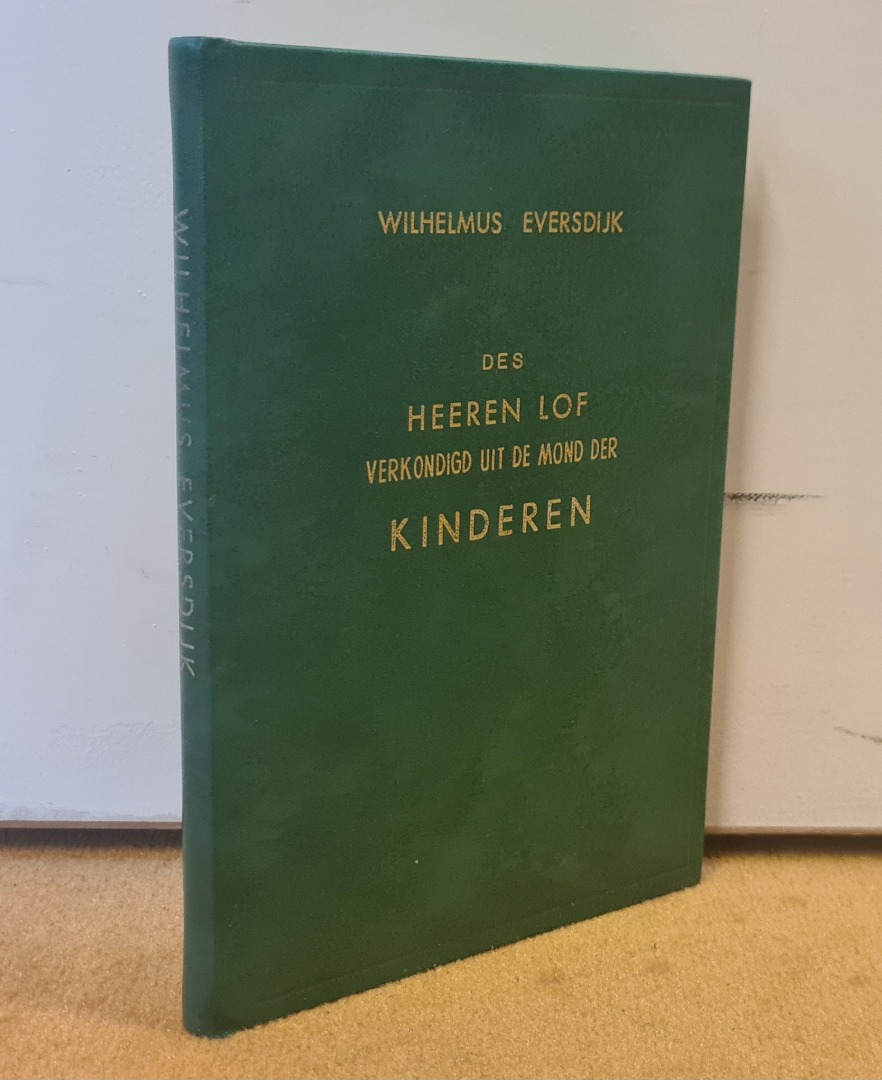 WILHELMUS EVERSDIJK
WILHELMUS EVERSDIJK
DES
HEEREN LOF
VERKONDIGD UIT DE MOND DER
KINDEREN